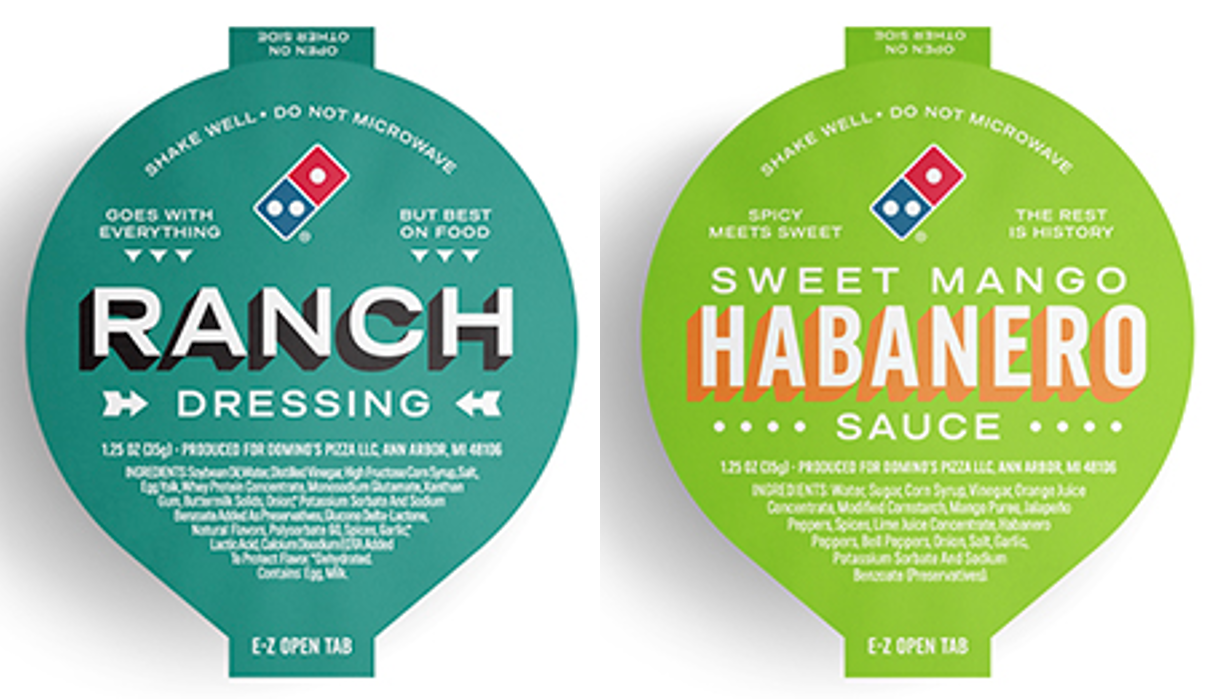 OPEN ON
OTHER SIDE
SHAKE WELL • DO NOT MICROWAVE
GOES WITH
EVERYTHING
BUT BEST
ON FOOD
RANCH
DRESSING
1.25 OZ (35g) • PRODUCED FOR DOMINO'S PIZZA LLC, ANN ARBOR, MI 48106
INGREDIENTS: Soybean Oil, Water, Distilled Vinegar, High Fructose Corn Syrup, Salt,
Egg Yolk, Whey Protein Concentrate, Monosodium Glutamate, Xanthan
Gum, Buttermilk Solids, Onion,* Potassium Sorbate And Sodium
Benzoate Added As Preservatives, Glucono Delta-Lactone,
Natural Flavors, Polysorbate 60, Spices, Garlic,*
Lactic Acid, Calcium Disodium EDTA Added
To Protect Flavor. *Dehydrated.
Contains: Egg, Milk.
E-Z OPEN TAB
OPEN ON
OTHER SIDE
SHAKE WELL • DO NOT MICROWAVE
SPICY
MEETS SWEET
THE REST
IS HISTORY
SWEET MANGO
HABANERO
SAUCE
1.25 OZ (35g) • PRODUCED FOR DOMINO'S PIZZA LLC, ANN ARBOR, MI 48106
INGREDIENTS: Water, Sugar, Corn Syrup, Vinegar, Orange Juice
Concentrate, Modified Cornstarch, Mango Puree, Jalapeño
Peppers, Spices, Lime Juice Concentrate, Habanero
Peppers, Bell Peppers, Onion, Salt, Garlic,
Potassium Sorbate And Sodium
Benzoate (Preservatives).
E-Z OPEN TAB